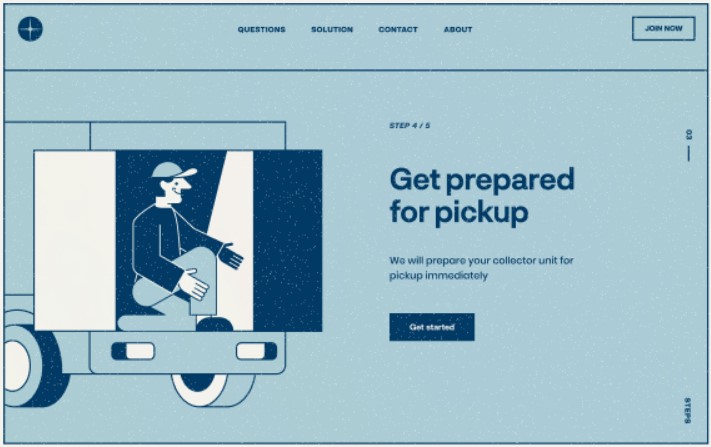 QUESTIONS SOLUTION CONTACT ABOUT JOIN NOW
STEP 4 / 5
03
Get prepared
for pickup
We will prepare your collector unit for
pickup immediately
Get started
STEPS